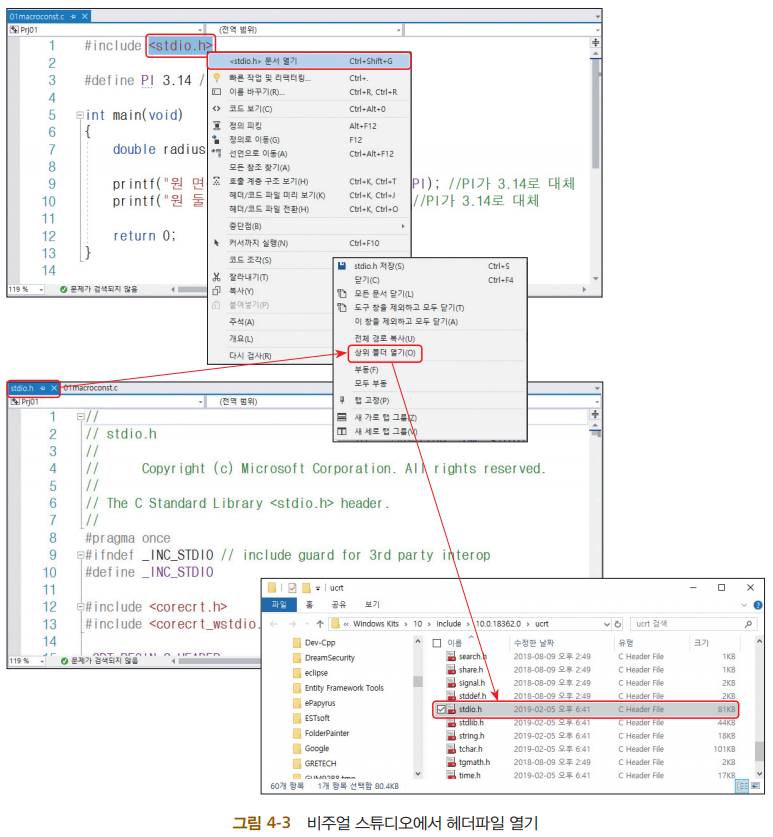 01macroconst.c
Prj01
(전역 범위)
1 #include <stdio.h>
2
3 #define PI 3.14 /
4
5 int main(void)
6 {
7 double radius
8
9 printf("원 면 PI); //PI가 3.14로 대체
10 printf("원 둘 //PI가 3.14로 대체
11
12 return 0;
13 }
14
119 %
문제가 검색되지 않음
<stdio.h> 문서 열기 Ctrl+Shift+G
빠른 작업 및 리팩터링... Ctrl+.
이름 바꾸기(R)... Ctrl+R, Ctrl+R
코드 보기(C) Ctrl+Alt+0
정의 피킹 Alt+F12
정의로 이동(G) F12
선언으로 이동(A) Ctrl+Alt+F12
모든 참조 찾기(A)
호출 계층 구조 보기(H) Ctrl+K, Ctrl+T
헤더/코드 파일 미리 보기(K) Ctrl+K, Ctrl+J
헤더/코드 파일 전환(H) Ctrl+K, Ctrl+O
중단점(B)
커서까지 실행(N) Ctrl+F10
코드 조각(S)
잘라내기(T)
복사(Y)
붙여넣기(P)
주석(A)
개요(L)
다시 검사(R)
stdio.h 저장(S) Ctrl+S
닫기(C) Ctrl+F4
모든 문서 닫기(L)
도구 창을 제외하고 모두 닫기(T)
이 창을 제외하고 모두 닫기(A)
전체 경로 복사(U)
상위 폴더 열기(O)
부동(F)
모두 부동
탭 고정(P)
새 가로 탭 그룹(Z)
새 세로 탭 그룹(V)
stdio.h 01macroconst.c
Prj01
(전역 범위)
1 //
2 // stdio.h
3 //
4 // Copyright (c) Microsoft Corporation. All rights reserved.
5 //
6 // The C Standard Library <stdio.h> header.
7 //
8 #pragma once
9 #ifndef _INC_STDIO // include guard for 3rd party interop
10 #define _INC_STDIO
11
12 #include <corecrt.h>
13 #include <corecrt_wstdio.
14
119 %
문제가 검색되지 않음
ucrt
파일 홈 공유 보기
« Windows Kits > 10 > Include > 10.0.18362.0 > ucrt
ucrt 검색
Dev-Cpp
DreamSecurity
eclipse
Entity Framework Tools
ePapyrus
ESTsoft
FolderPainter
Google
GRETECH
이름 수정한 날짜 유형 크기
search.h 2018-08-09 오후 2:49 C Header File 1KB
share.h 2018-08-09 오후 2:49 C Header File 1KB
signal.h 2018-08-09 오후 2:49 C Header File 2KB
stddef.h 2018-08-09 오후 2:49 C Header File 2KB
stdio.h 2019-02-05 오후 6:41 C Header File 81KB
stdlib.h 2019-02-05 오후 6:41 C Header File 44KB
string.h 2019-02-05 오후 6:41 C Header File 18KB
tchar.h 2019-02-05 오후 6:41 C Header File 101KB
tgmath.h 2018-08-09 오후 2:49 C Header File 2KB
time.h 2019-02-05 오후 6:41 C Header File 17KB
60개 항목 1개 항목 선택함 80.4KB
그림 4-3 비주얼 스튜디오에서 헤더파일 열기